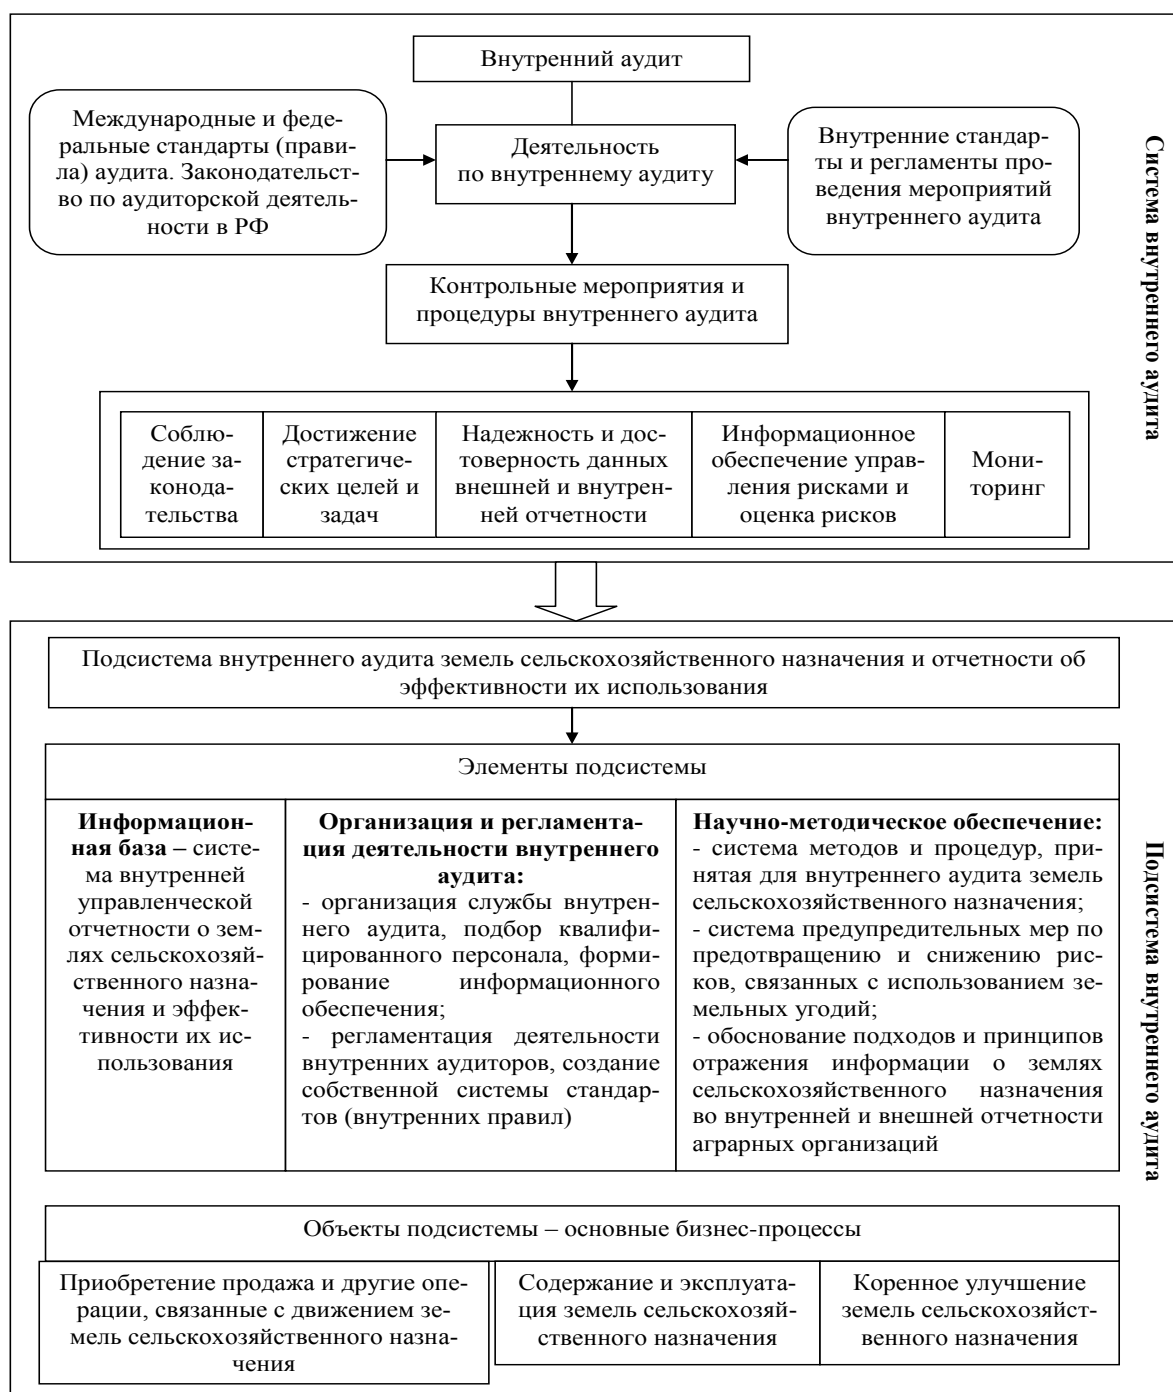 Внутренний аудит
Международные и феде-
ральные стандарты (прави-
ла) аудита. Законодательст-
во по аудиторской деятель-
ности в РФ
Деятельность
по внутреннему аудиту
Внутренние стандар-
ты и регламенты про-
ведения мероприятий
внутреннего аудита
Контрольные мероприятия и
процедуры внутреннего аудита
Соблю-
дение за-
конода-
тельства
Достижение
стратегиче-
ских целей и
задач
Надежность и дос-
товерность данных
внешней и внутрен-
ней отчетности
Информационное
обеспечение управ-
ления рисками и
оценка рисков
Мони-
торинг
Система внутреннего аудита
Подсистема внутреннего аудита земель сельскохозяйственного назначения и отчетности об
эффективности их использования
Элементы подсистемы
Информацион-
ная база – систе-
ма внутренней
управленческой
отчетности о зем-
лях сельскохозяй-
ственного назна-
чения и эффек-
тивности их ис-
пользования
Организация и регламента-
ция деятельности внутреннего
аудита:
- организация службы внутрен-
него аудита, подбор квалифи-
цированного персонала, форми-
рование информационного
обеспечения;
- регламентация деятельности
внутренних аудиторов, создание
собственной системы стандар-
тов (внутренних правил)
Научно-методическое обеспечение:
- система методов и процедур, при-
нятая для внутреннего аудита земель
сельскохозяйственного назначения;
- система предупредительных мер по
предотвращению и снижению рис-
ков, связанных с использованием зе-
мельных угодий;
- обоснование подходов и принципов
отражения информации о землях
сельскохозяйственного назначения
во внутренней и внешней отчетности
аграрных организаций
Подсистема внутреннего аудита
Объекты подсистемы – основные бизнес-процессы
Приобретение продажа и другие опе-
рации, связанные с движением зе-
мель сельскохозяйственного назна-
чения
Содержание и эксплуата-
ция земель сельскохозяй-
ственного назначения
Коренное улучшение
земель сельскохозяйст-
венного назначения